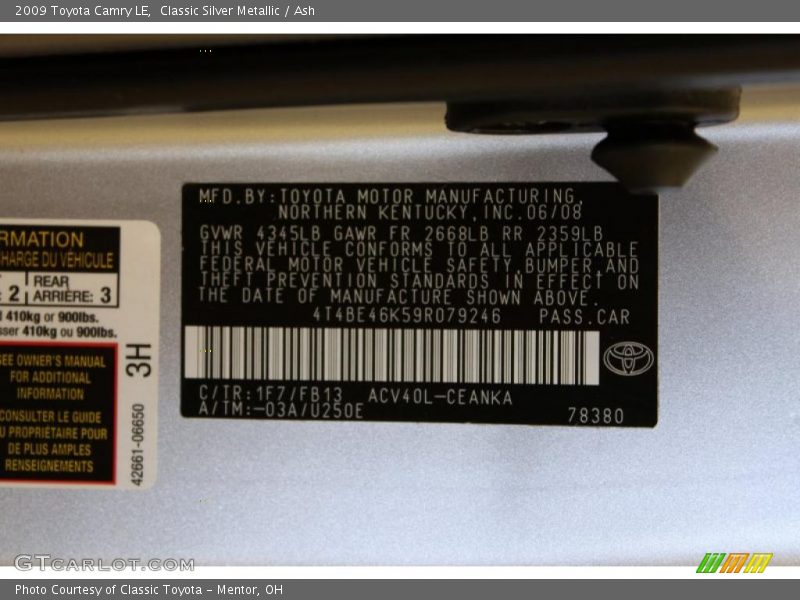 2009 Toyota Camry LE,  Classic Silver Metallic / Ash
MFD.BY:TOYOTA MOTOR MANUFACTURING,
NORTHERN KENTUCKY,INC.06/08
GVWR 4345LB GAWR FR 2668LB RR 2359LB
THIS VEHICLE CONFORMS TO ALL APPLICABLE
FEDERAL MOTOR VEHICLE SAFETY,BUMPER,AND
THEFT PREVENTION STANDARDS IN EFFECT ON
THE DATE OF MANUFACTURE SHOWN ABOVE.
4T4BE46K59R079246 PASS.CAR
C/TR:1F7/FB13 ACV40L-CEANKA
A/TM:-03A/U250E
78380
RMATION
CHARGE DU VÉHICULE
2
REAR
ARRIÈRE: 3
410kg or 900lbs.
sser 410kg ou 900lbs.
SEE OWNER'S MANUAL
FOR ADDITIONAL
INFORMATION
CONSULTER LE GUIDE
U PROPRIÉTAIRE POUR
DE PLUS AMPLES
RENSEIGNEMENTS
3H
42661-06650
GTCARLOT.COM
Photo Courtesy of Classic Toyota - Mentor, OH